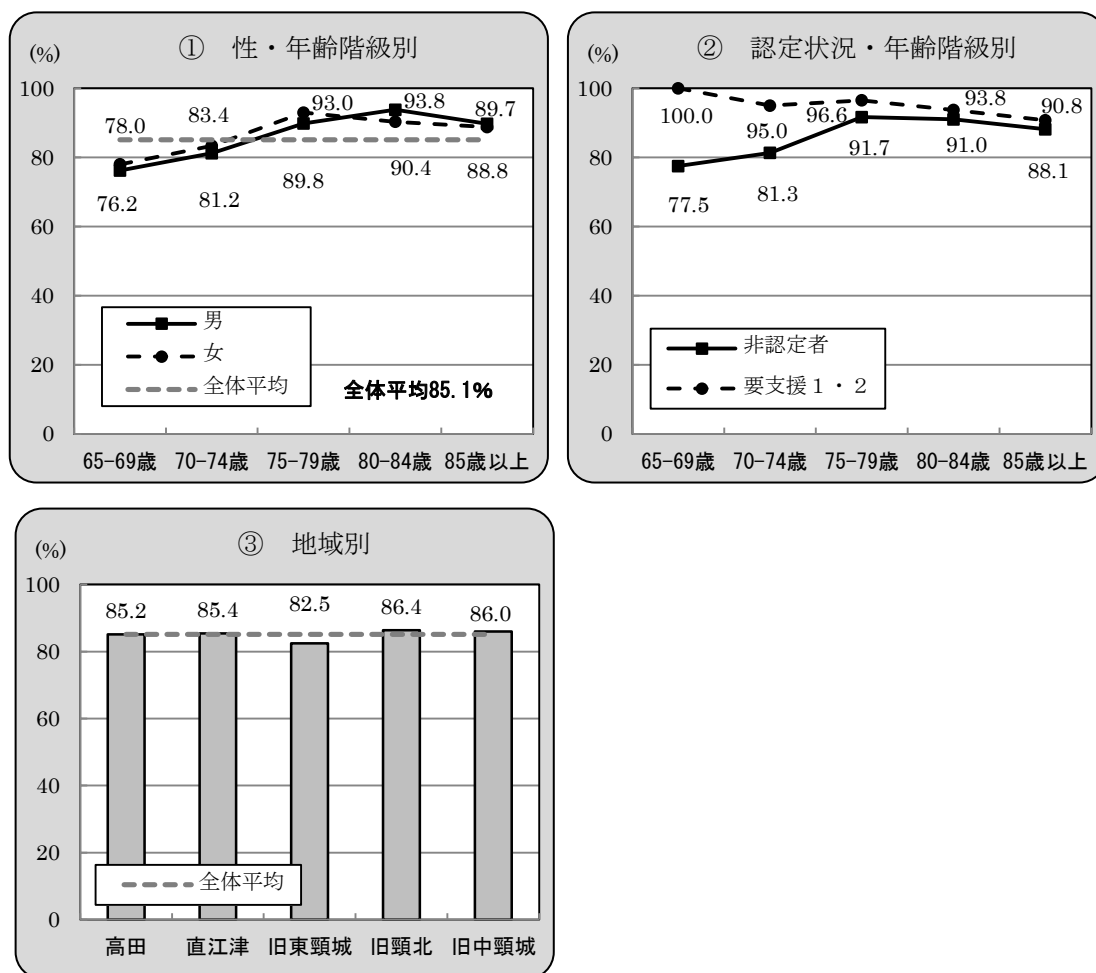 ① 性・年齢階級別
(%)
100
80
60
40
20
0
78.0 83.4 93.0 93.8 89.7
76.2 81.2 89.8 90.4 88.8
男
女
全体平均
全体平均85.1%
65-69歳 70-74歳 75-79歳 80-84歳 85歳以上
② 認定状況・年齢階級別
(%)
100
80
60
40
20
0
100.0 95.0 96.6 93.8 90.8
77.5 81.3 91.7 91.0 88.1
非認定者
要支援1・2
65-69歳 70-74歳 75-79歳 80-84歳 85歳以上
③ 地域別
(%)
100
80
60
40
20
0
85.2 85.4 82.5 86.4 86.0
全体平均
高田 直江津 旧東頸城 旧頸北 旧中頸城